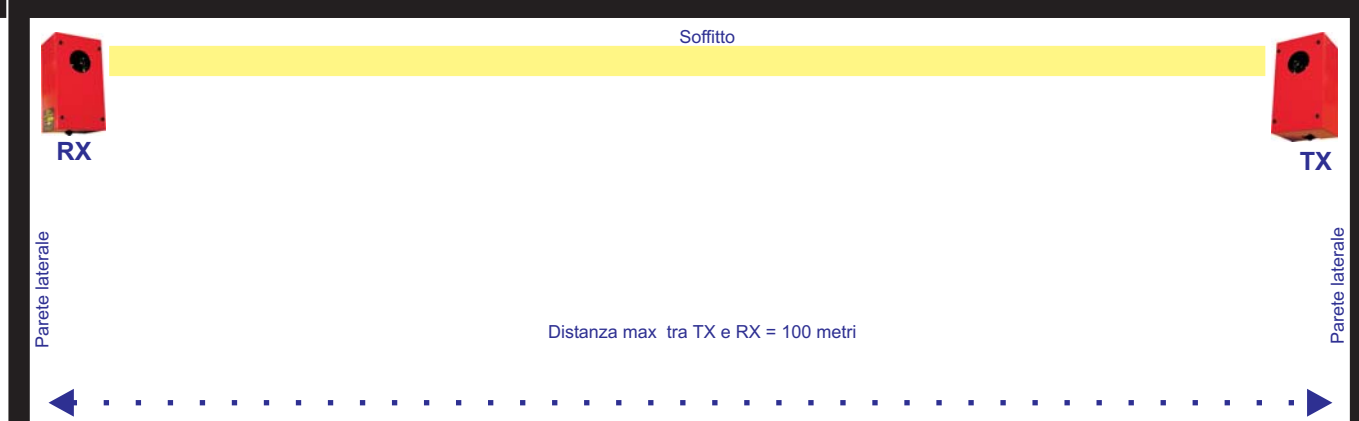 Soffitto
RX
TX
Parete laterale
Parete laterale
Distanza max  tra TX e RX = 100 metri